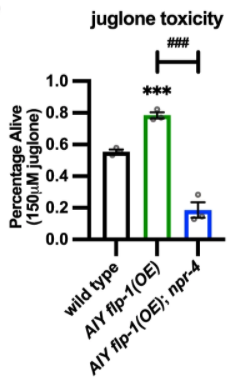 juglone toxicity
###
***
Percentage Alive
(150μM juglone)
1.0
0.8
0.6
0.4
0.2
0.0
wild type
AIY flp-1(OE)
AIY flp-1(OE); npr-4